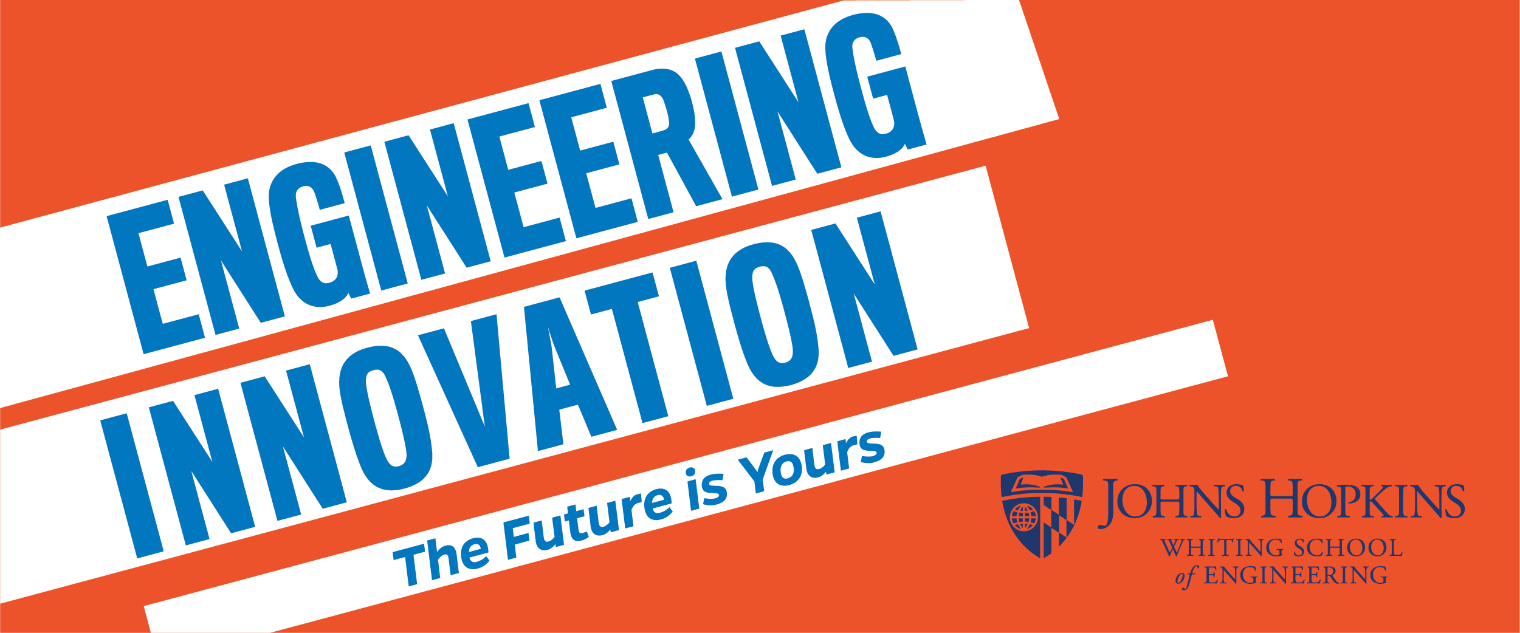 ENGINEERING
INNOVATION
The Future is Yours
JOHNS HOPKINS
WHITING SCHOOL
of ENGINEERING